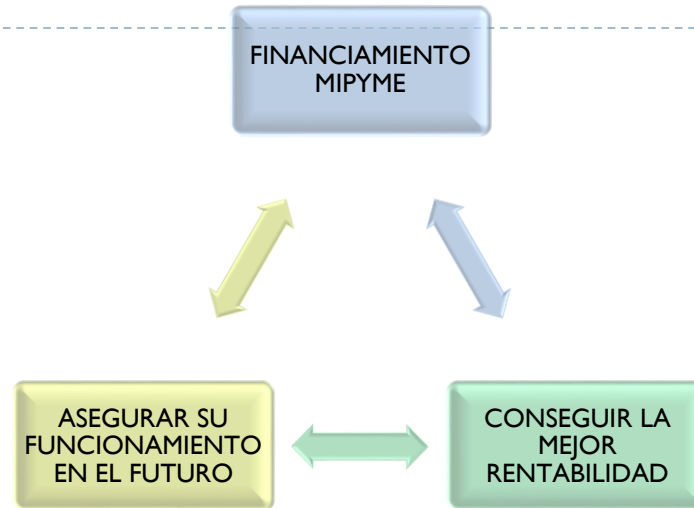 FINANCIAMIENTO
MIPYME
ASEGURAR SU
FUNCIONAMIENTO
EN EL FUTURO
CONSEGUIR LA
MEJOR
RENTABILIDAD